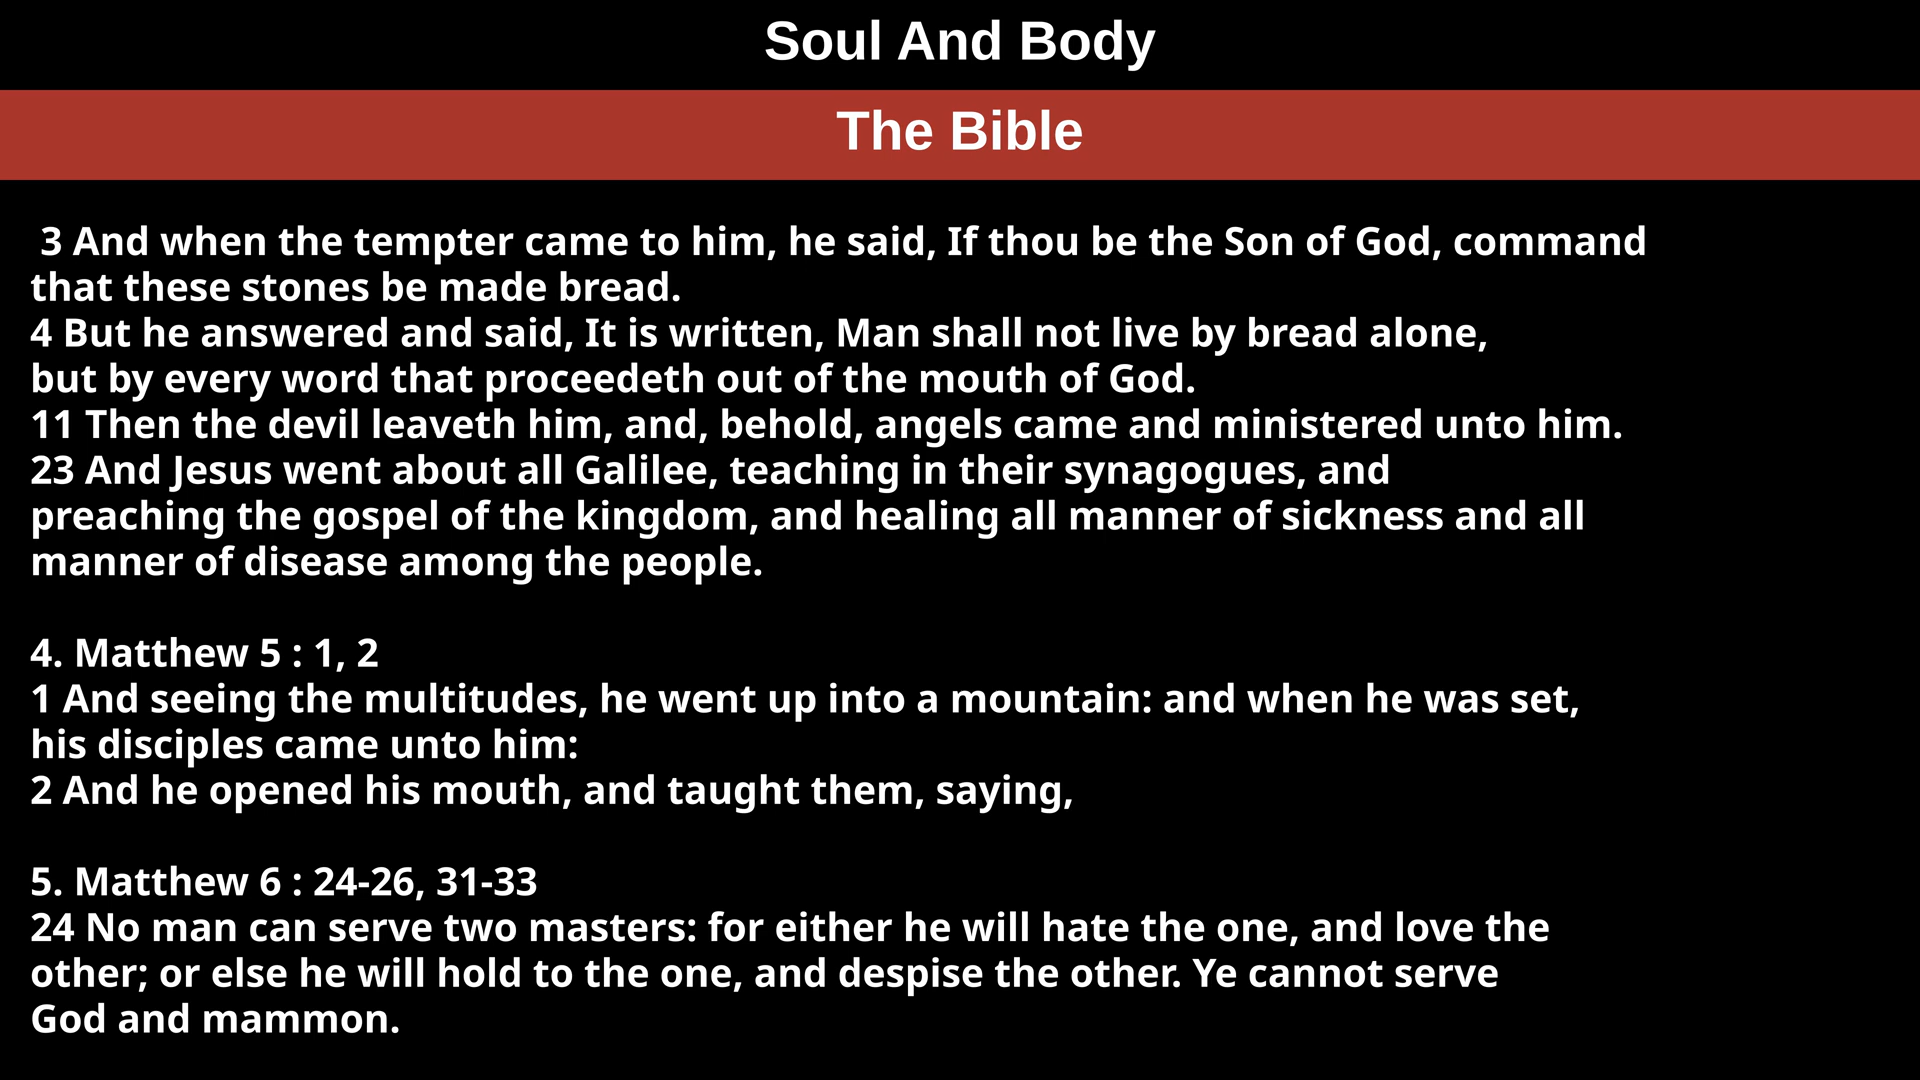 Soul And Body
The Bible
3 And when the tempter came to him, he said, If thou be the Son of God, command
that these stones be made bread.
4 But he answered and said, It is written, Man shall not live by bread alone,
but by every word that proceedeth out of the mouth of God.
11 Then the devil leaveth him, and, behold, angels came and ministered unto him.
23 And Jesus went about all Galilee, teaching in their synagogues, and
preaching the gospel of the kingdom, and healing all manner of sickness and all
manner of disease among the people.
4. Matthew 5 : 1, 2
1 And seeing the multitudes, he went up into a mountain: and when he was set,
his disciples came unto him:
2 And he opened his mouth, and taught them, saying,
5. Matthew 6 : 24-26, 31-33
24 No man can serve two masters: for either he will hate the one, and love the
other; or else he will hold to the one, and despise the other. Ye cannot serve
God and mammon.